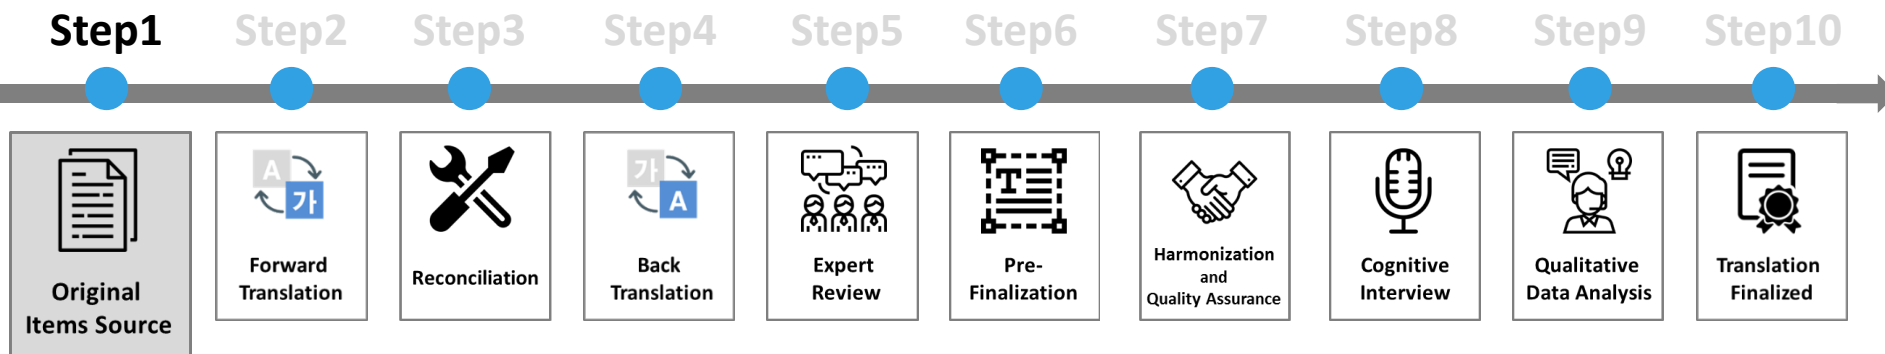 Step1
Step2
Step3
Step4
Step5
Step6
Step7
Step8
Step9
Step10
Original
Items Source
A
가
Forward
Translation
Reconciliation
가
A
Back
Translation
Expert
Review
T
Pre-
Finalization
Harmonization
and
Quality Assurance
Cognitive
Interview
Qualitative
Data Analysis
Translation
Finalized